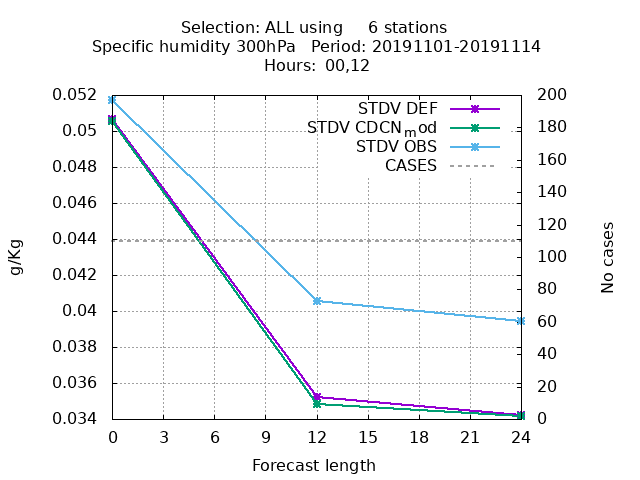 Selection: ALL using 6 stations
Specific humidity 300hPa Period: 20191101-20191114
Hours: 00,12
0.052
0.05
0.048
0.046
0.044
0.042
0.04
0.038
0.036
0.034
g/Kg
STDV DEF
STDV CDCNmod
STDV OBS
CASES
200
180
160
140
120
100
80
60
40
20
0
No cases
0 3 6 9 12 15 18 21 24
Forecast length